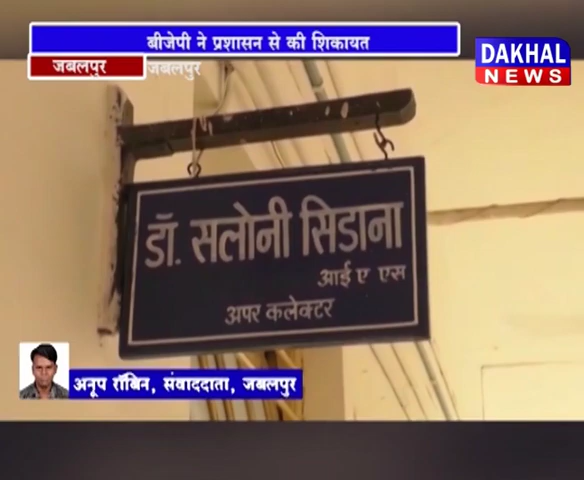 बीजेपी ने प्रशासन से की शिकायत
जबलपुर
जबलपुर
DAKHAL
NEWS
डॉ. सलोनी सिडाना
आई ए एस
अपर कलेक्टर
अनूप रॉबिन, संवाददाता, जबलपुर